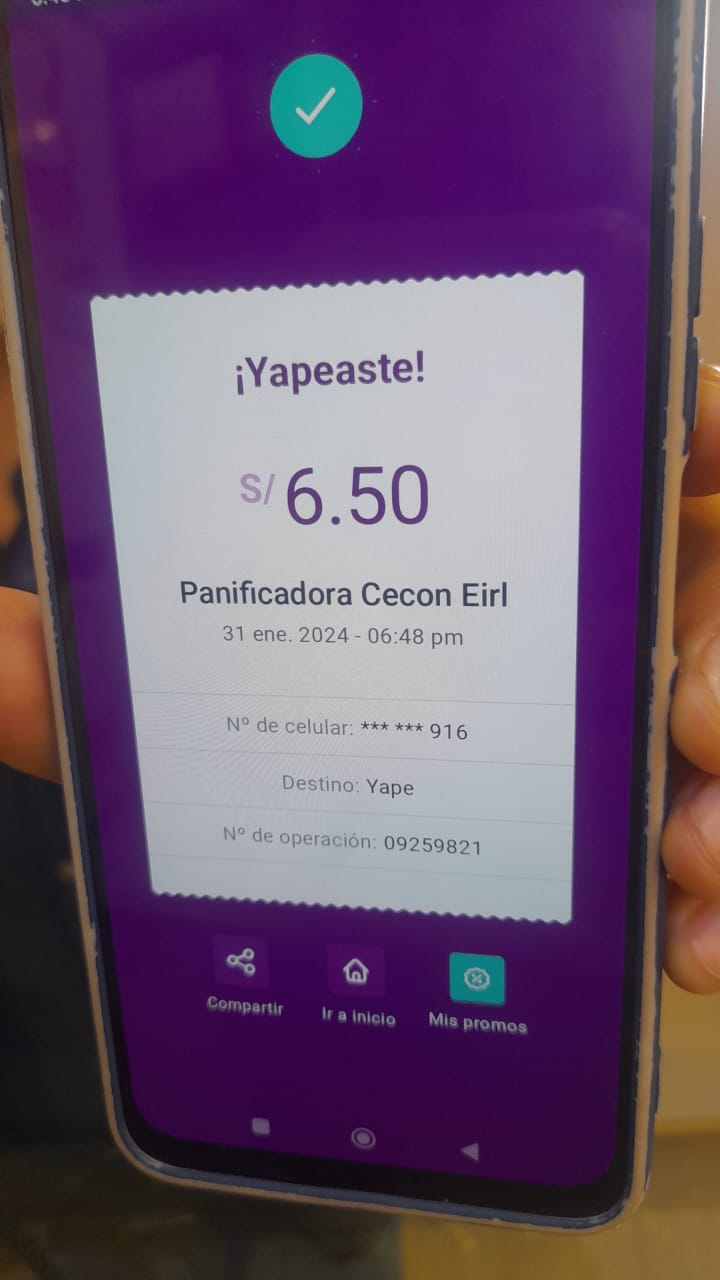 ¡Yapeaste!
S/ 6.50
Panificadora Cecon Eirl
31 ene. 2024 - 06:48 pm
Nº de celular: *** *** 916
Destino: Yape
Nº de operación: 09259821
Compartir
Ir a inicio
Mis promos